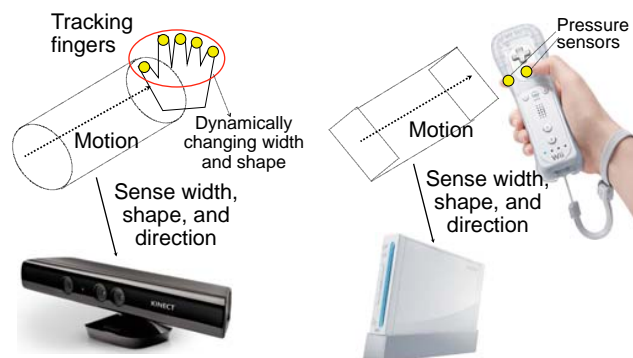 Tracking
fingers
Motion
Dynamically
changing width
and shape
Sense width,
shape, and
direction
KINECT
Pressure
sensors
Motion
Wii
Sense width,
shape, and
direction